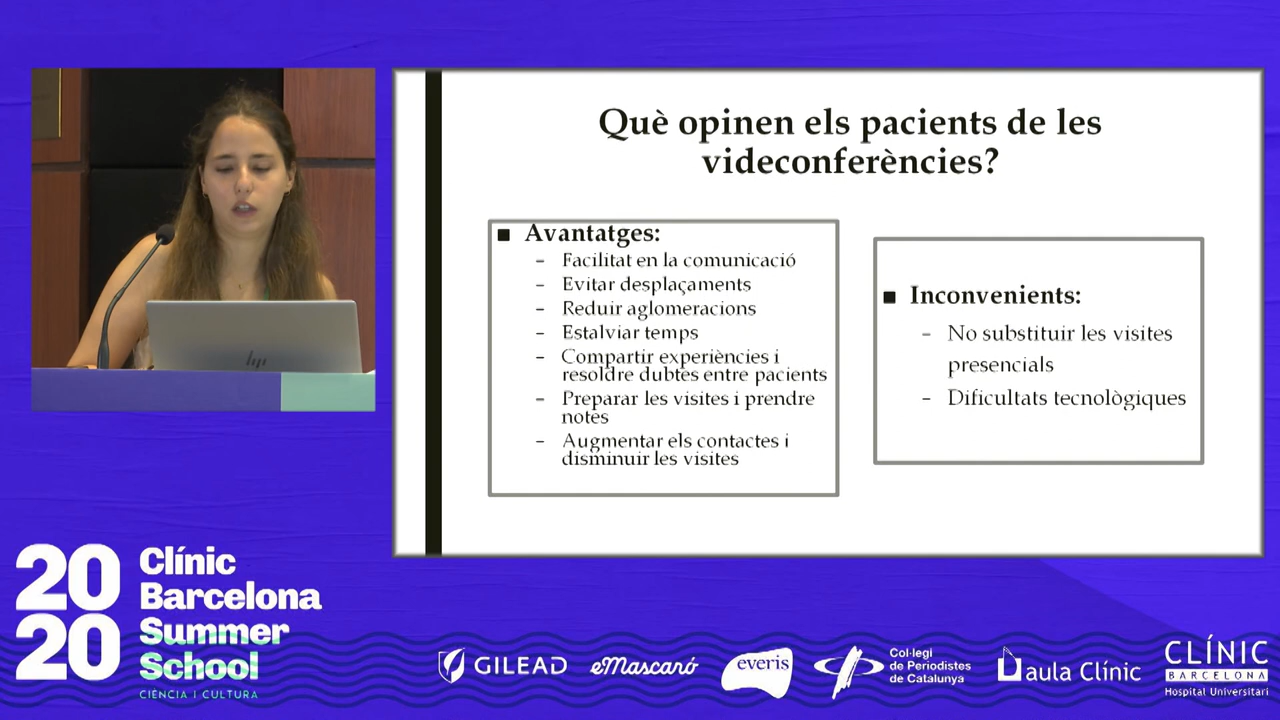 Què opinen els pacients de les
videconferències?
■ Avantatges:
– Facilitat en la comunicació
– Evitar desplaçaments
– Reduir aglomeracions
– Estalviar temps
– Compartir experiències i
resoldre dubtes entre pacients
– Preparar les visites i prendre
notes
– Augmentar els contactes i
disminuir les visites
■ Inconvenients:
– No substituir les visites
presencials
– Dificultats tecnològiques
hp
20
20
Clínic
Barcelona
Summer
School
CIÈNCIA I CULTURA
GILEAD
eMascaró
everis
Col·legi
de Periodistes
de Catalunya
aula Clínic
CLÍNIC
BARCELONA
Hospital Universitari